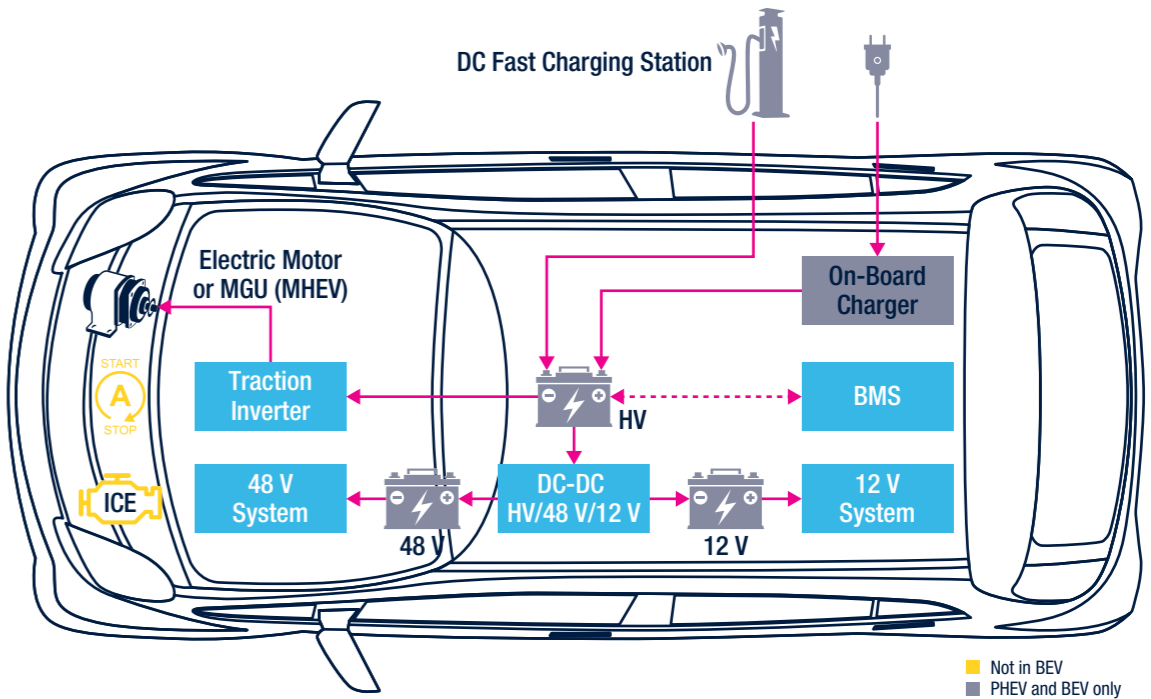 DC Fast Charging Station
Electric Motor
or MGU (MHEV)
On-Board
Charger
START
A
STOP
Traction
Inverter
HV
BMS
ICE
48 V
System
48 V
DC-DC
HV/48 V/12 V
12 V
12 V
System
Not in BEV
PHEV and BEV only